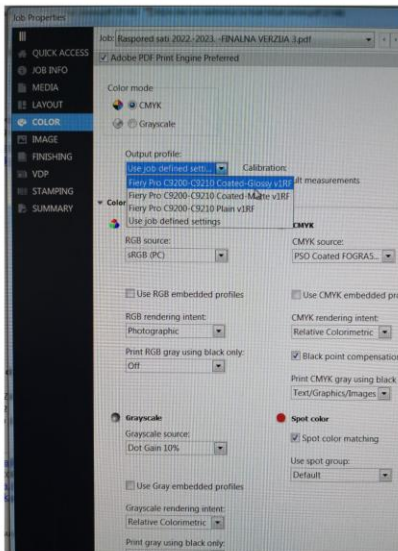 Job Properties
Job: Raspored sati 2022.-2023. -FINALNA VERZIJA 3.pdf
Adobe PDF Print Engine Preferred
QUICK ACCESS
JOB INFO
MEDIA
LAYOUT
COLOR
IMAGE
FINISHING
VDP
STAMPING
SUMMARY
Color mode
CMYK
Grayscale
Output profile:
Calibration:
Use job defined setti...
ult measurements
Fiery Pro C9200-C9210 Coated-Glossy v1RF
Fiery Pro C9200-C9210 Coated-Matte v1RF
Fiery Pro C9200-C9210 Plain v1RF
Use job defined settings
Color
CMYK
RGB source:
sRGB (PC)
CMYK source:
PSO Coated FOGRA5...
Use RGB embedded profiles
Use CMYK embedded pro
RGB rendering intent:
Photographic
CMYK rendering intent:
Relative Colorimetric
Print RGB gray using black only:
Off
Black point compensation
Print CMYK gray using black
Text/Graphics/Images
Grayscale
Grayscale source:
Dot Gain 10%
Spot color
Spot color matching
Use spot group:
Default
Use Gray embedded profiles
Grayscale rendering intent:
Relative Colorimetric
Print gray using black only: